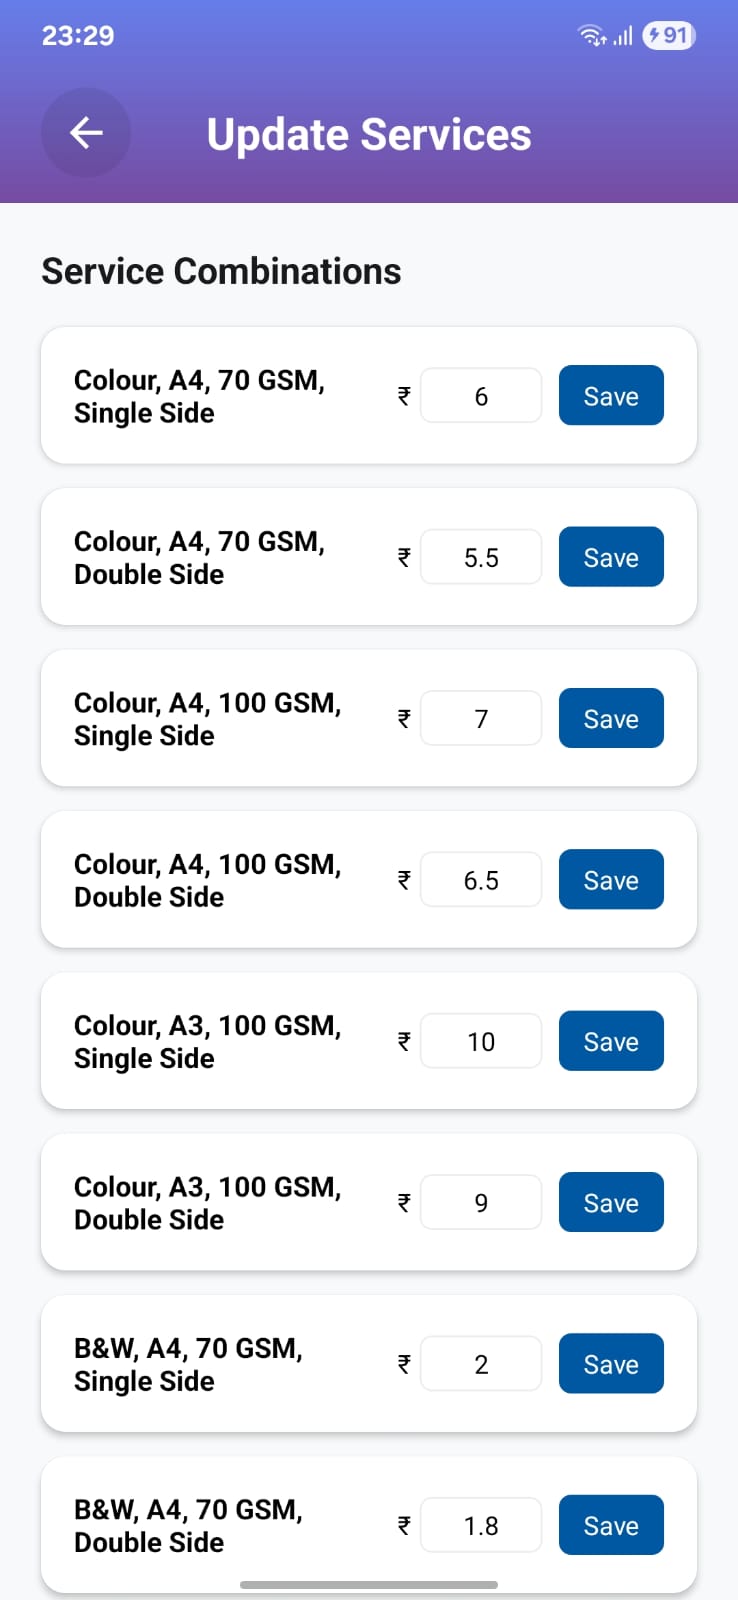 23:29
91
Update Services
Service Combinations
Colour, A4, 70 GSM,
Single Side
₹ 6 Save
Colour, A4, 70 GSM,
Double Side
₹ 5.5 Save
Colour, A4, 100 GSM,
Single Side
₹ 7 Save
Colour, A4, 100 GSM,
Double Side
₹ 6.5 Save
Colour, A3, 100 GSM,
Single Side
₹ 10 Save
Colour, A3, 100 GSM,
Double Side
₹ 9 Save
B&W, A4, 70 GSM,
Single Side
₹ 2 Save
B&W, A4, 70 GSM,
Double Side
₹ 1.8 Save